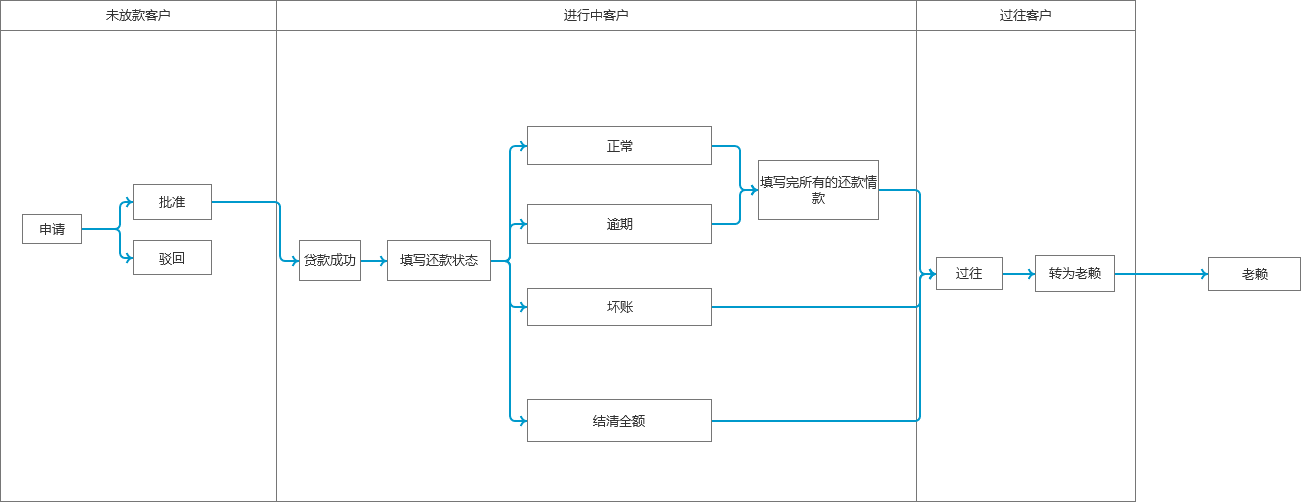 未放款客户
进行中客户
过往客户
申请
批准
驳回
贷款成功
填写还款状态
正常
逾期
坏账
结清全额
填写完所有的还款情
款
过往
转为老赖
老赖